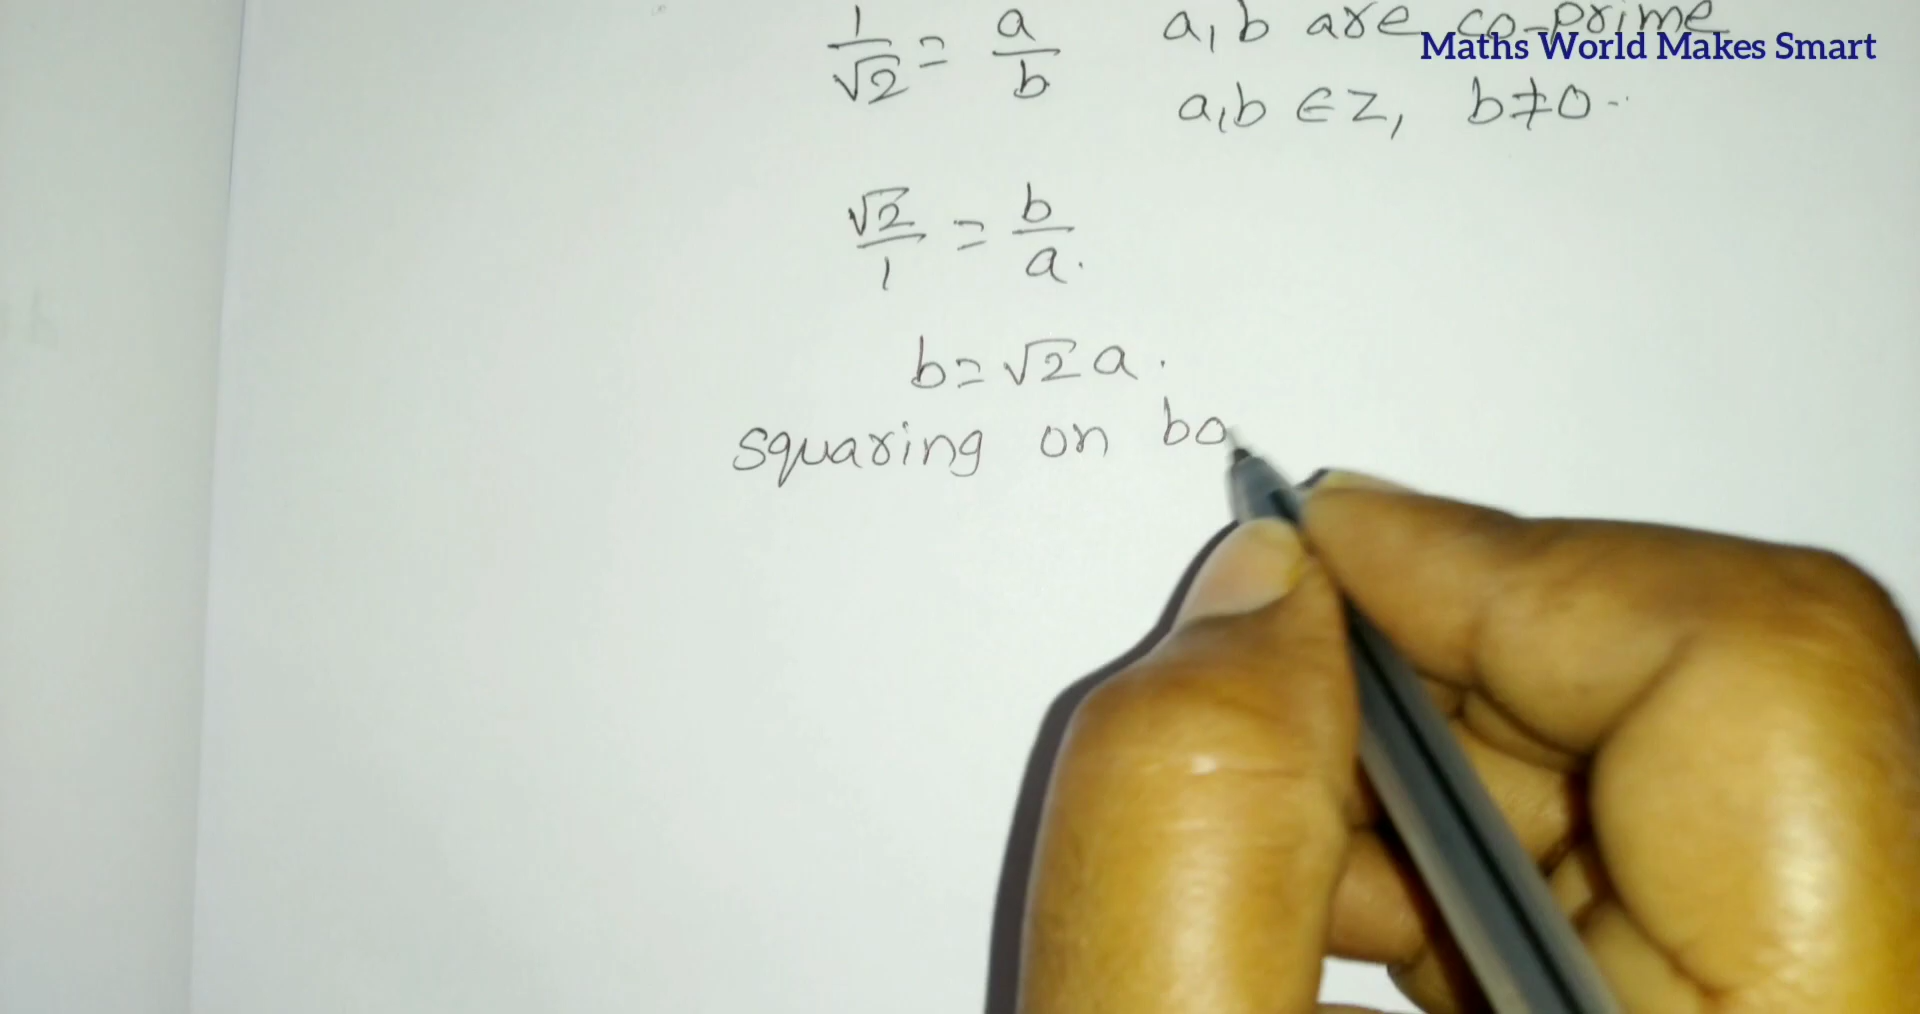 1/√2 = a/b a, b are co-prime
Maths World Makes Smart
a, b ∈ Z, b ≠ 0.
√2/1 = b/a.
b = √2 a.
squaring on bo